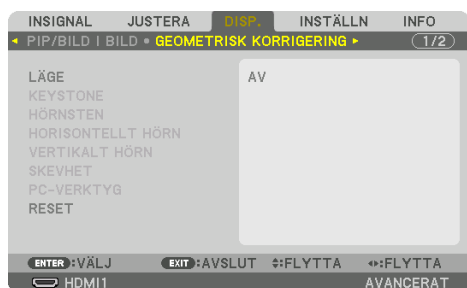 INSIGNAL JUSTERA DISP. INSTÄLLN INFO
PIP/BILD I BILD • GEOMETRISK KORRIGERING 1/2
LÄGE AV
KEYSTONE
HÖRNSTEN
HORISONTELLT HÖRN
VERTIKALT HÖRN
SKEVHET
PC-VERKTYG
RESET
ENTER:VÄLJ EXIT:AVSLUT :FLYTTA :FLYTTA
HDMI1 AVANCERAT